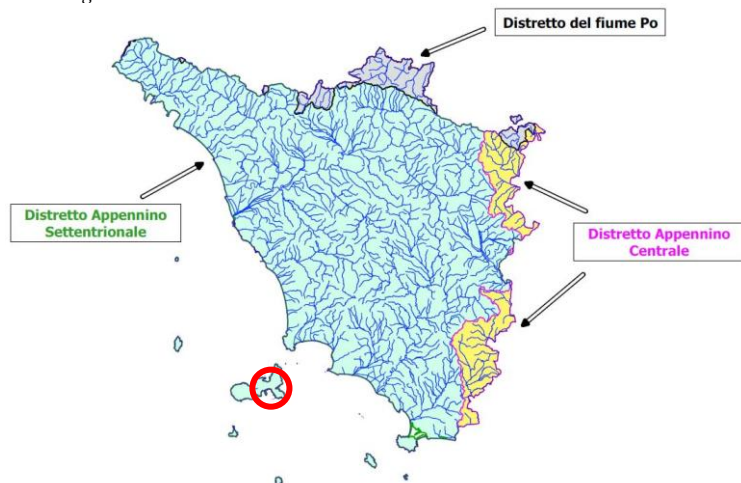 Distretto del fiume Po
Distretto Appennino
Settentrionale
Distretto Appennino
Centrale